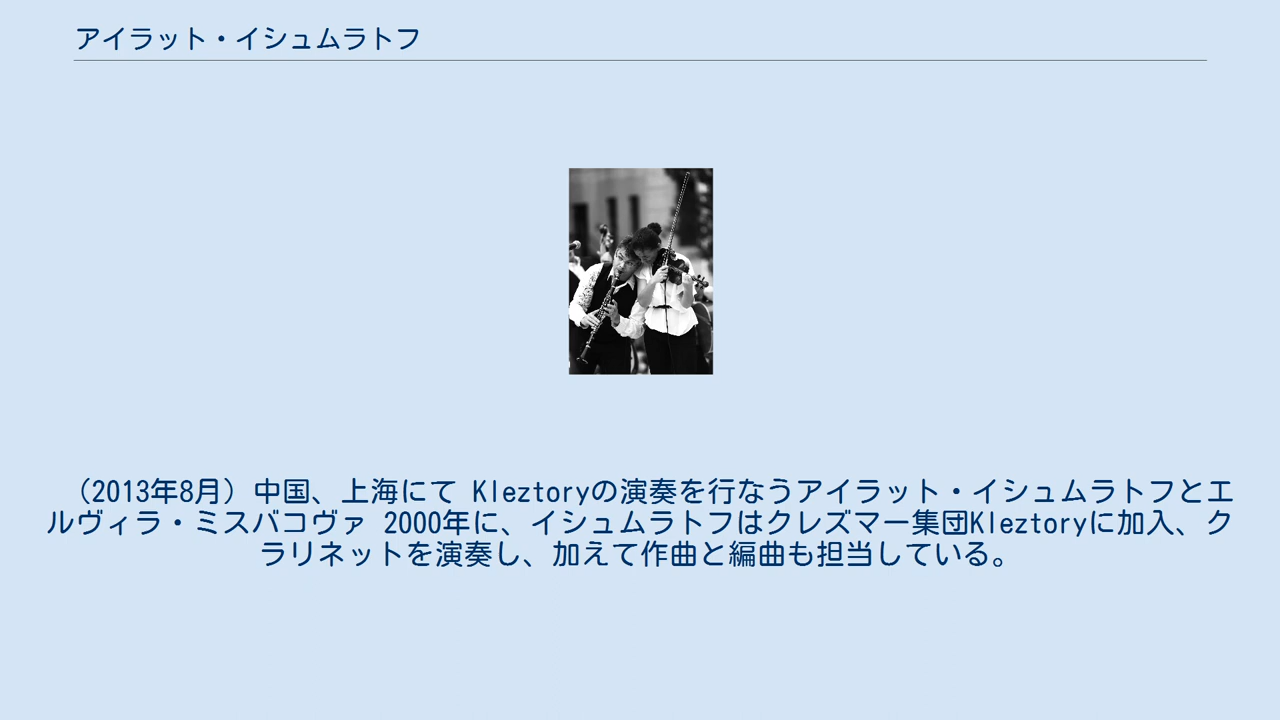 アイラット・イシュムラトフ
（2013年8月）中国、上海にて Kleztoryの演奏を行なうアイラット・イシュムラトフとエ
ルヴィラ・ミスバコヴァ 2000年に、イシュムラトフはクレズマー集団Kleztoryに加入、ク
ラリネットを演奏し、加えて作曲と編曲も担当している。